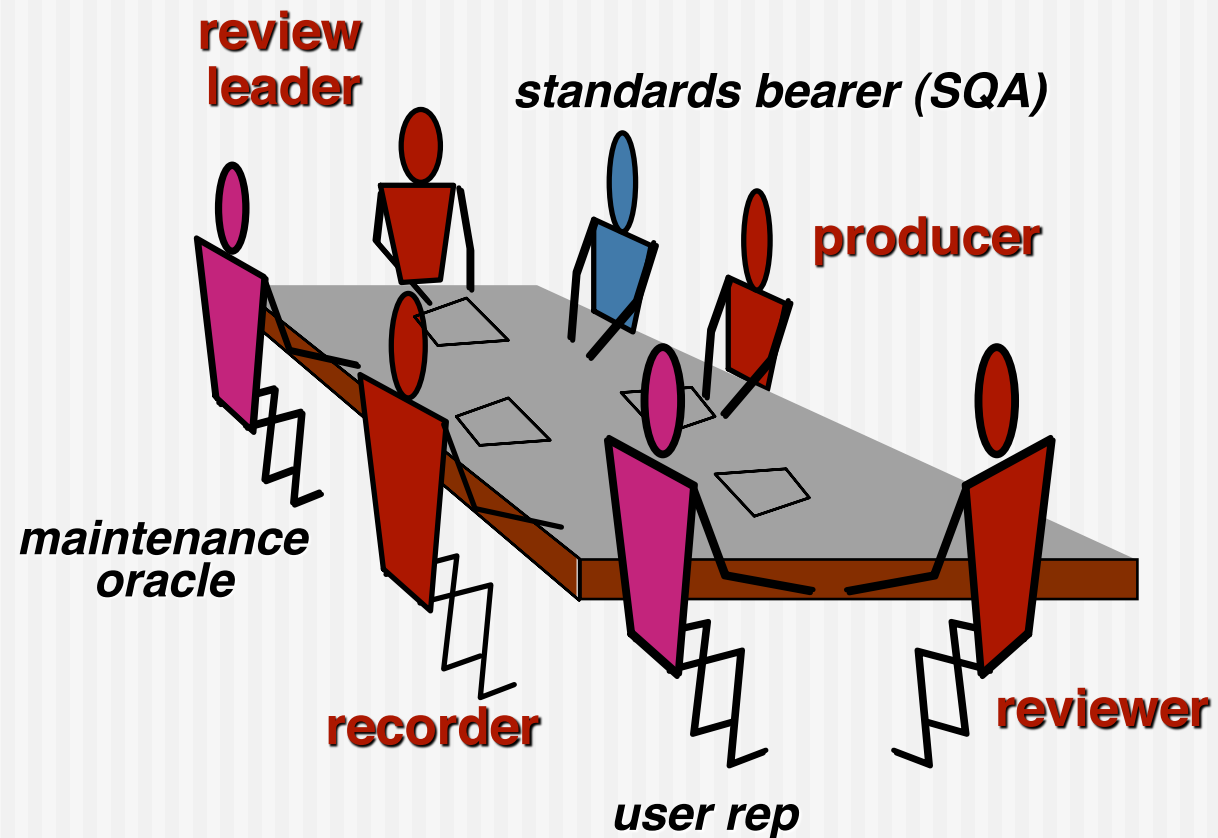 review
leader
standards bearer (SQA)
producer
maintenance
oracle
recorder
reviewer
user rep